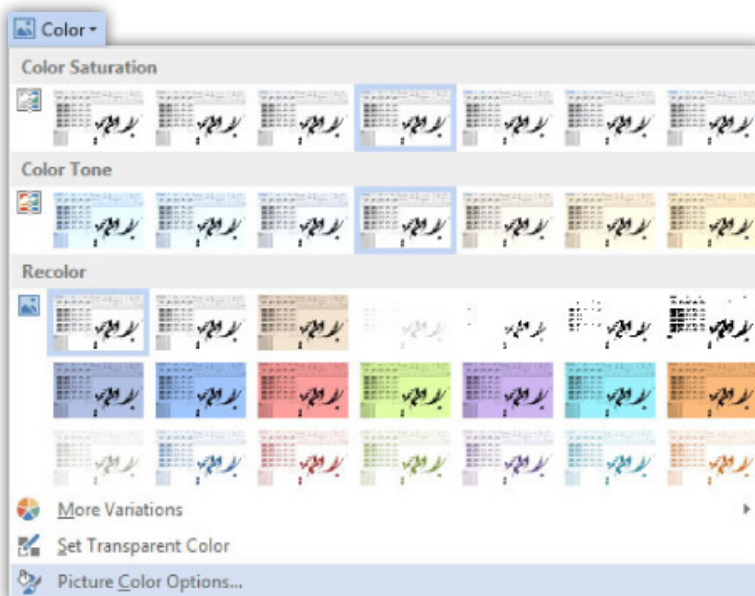 Color
Color Saturation
Color Tone
Recolor
More Variations
Set Transparent Color
Picture Color Options...